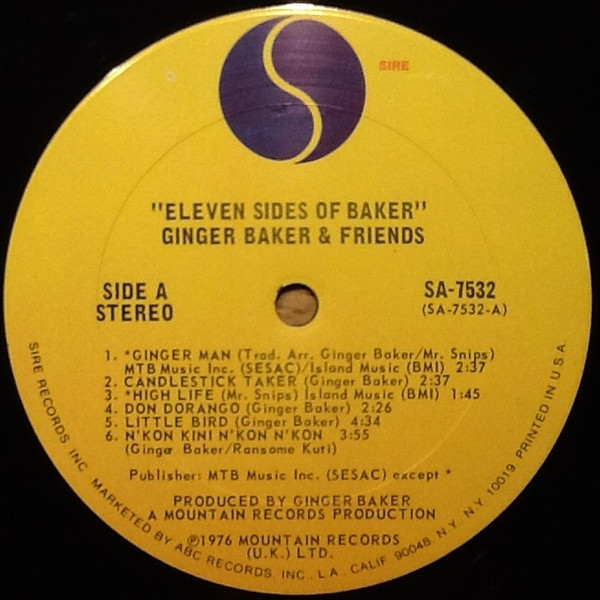 SIRE
"ELEVEN SIDES OF BAKER"
GINGER BAKER & FRIENDS
SIDE A
STEREO
SA-7532
(SA-7532-A)
1. *GINGER MAN (Trad. Arr. Ginger Baker/Mr. Snips)
MTB Music Inc. (SESAC)/Island Music (BMI) 2:37
2. CANDLESTICK TAKER (Ginger Baker) 2:37
3. *HIGH LIFE (Mr. Snips) Island Music (BMI) 1:45
4. DON DORANGO (Ginger Baker) 2:26
5. LITTLE BIRD (Ginger Baker) 4:34
6. N'KON KINI N'KON N'KON 3:55
(Ginger Baker/Ransome Kuti)
Publisher: MTB Music Inc. (SESAC) except *
PRODUCED BY GINGER BAKER
A MOUNTAIN RECORDS PRODUCTION
℗1976 MOUNTAIN RECORDS
(U.K.) LTD.
SIRE RECORDS, INC. MARKETED BY ABC RECORDS, INC., L.A., CALIF. 90048, N.Y., N.Y. 10019 PRINTED IN U.S.A.